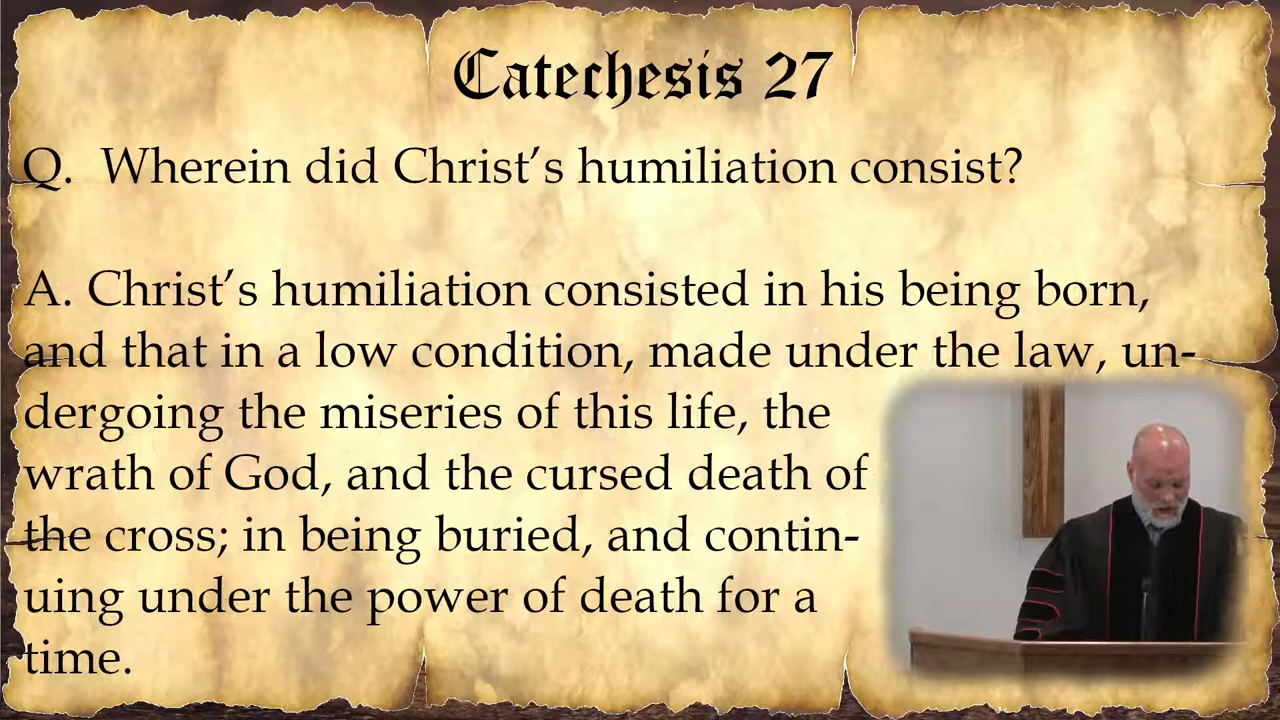 Catechesis 27
Q. Wherein did Christ’s humiliation consist?
A. Christ’s humiliation consisted in his being born,
and that in a low condition, made under the law, un-
dergoing the miseries of this life, the
wrath of God, and the cursed death of
the cross; in being buried, and contin-
uing under the power of death for a
time.